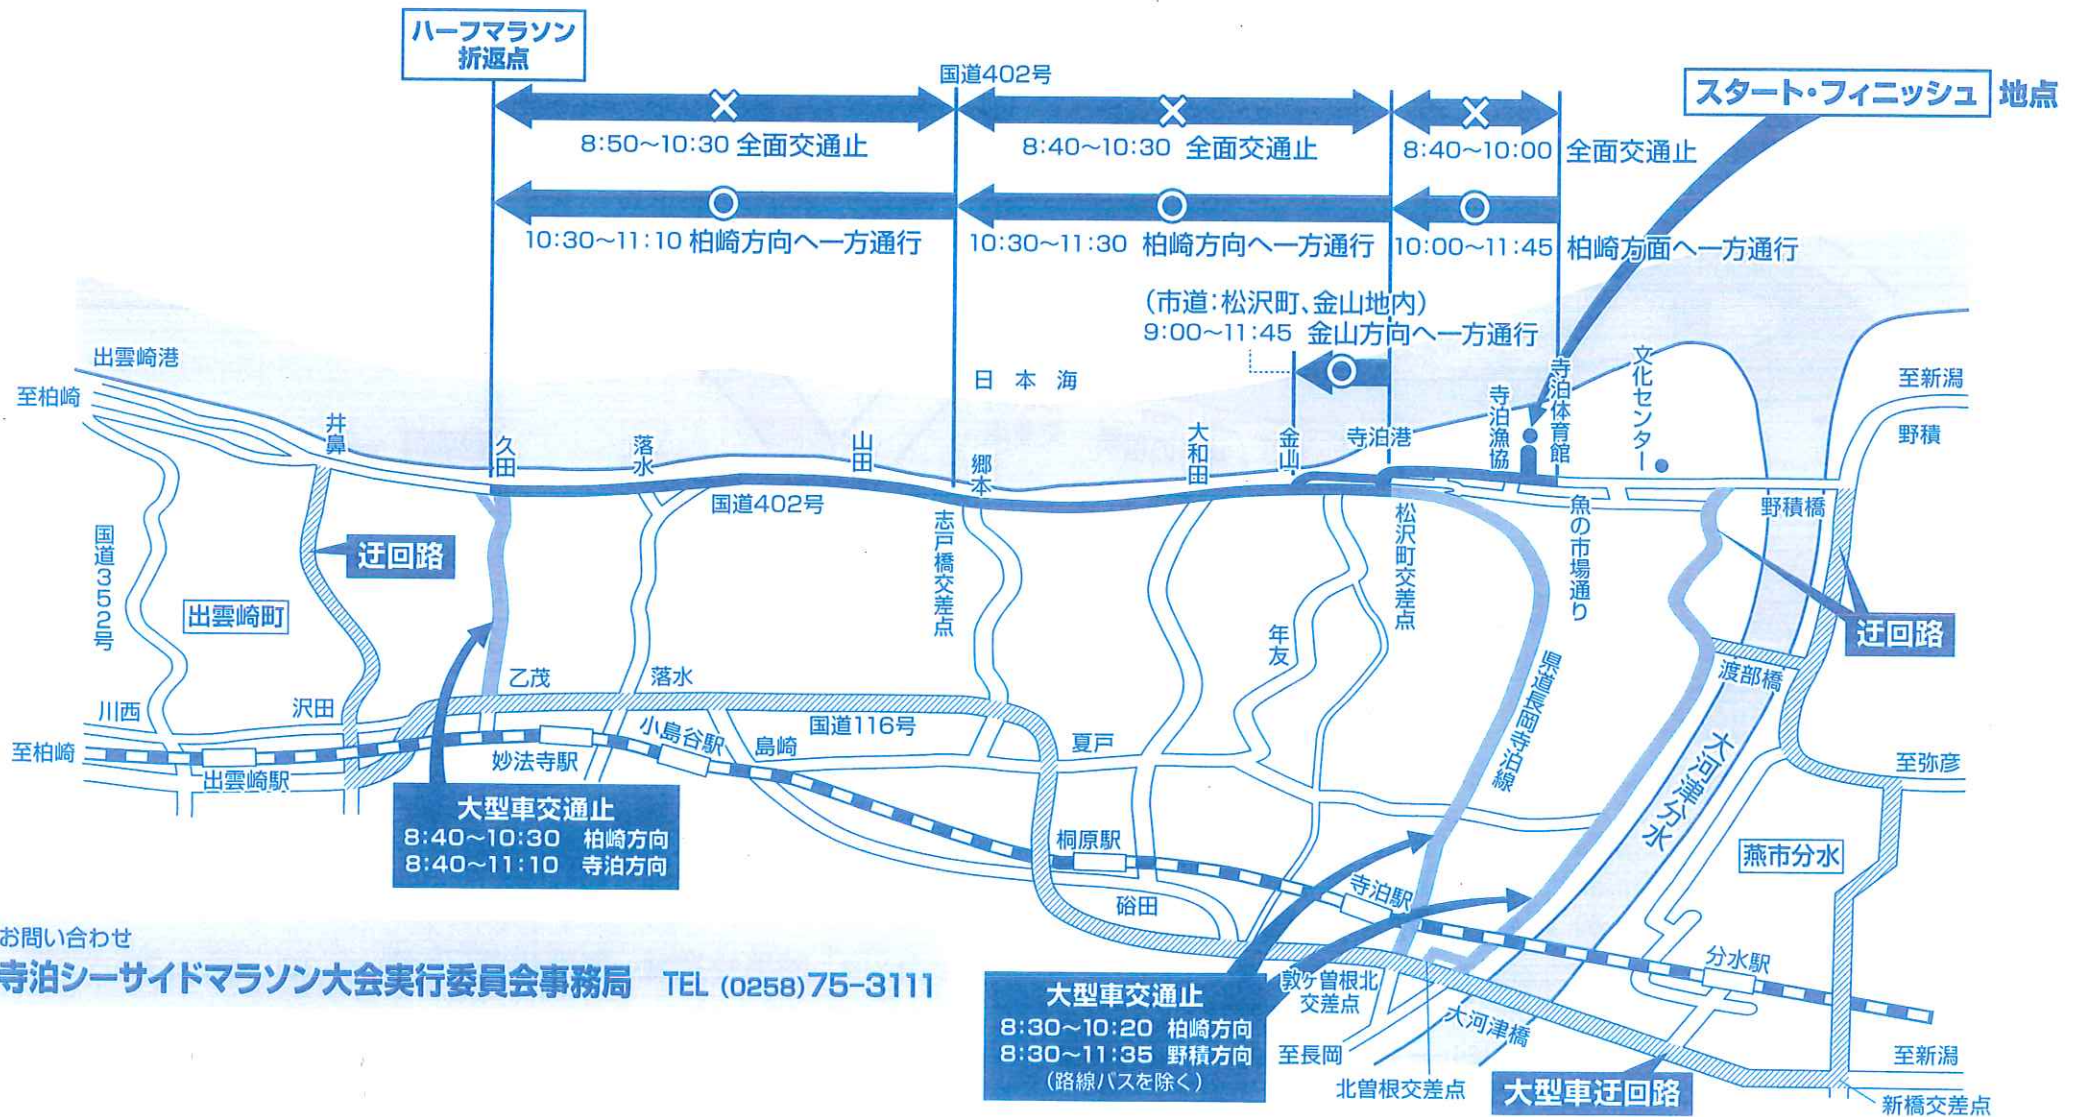 ハーフマラソン
折返点
国道402号
スタート・フィニッシュ 地点
8:50〜10:30 全面交通止
8:40〜10:30 全面交通止
8:40〜10:00 全面交通止
10:30〜11:10 柏崎方向へ一方通行
10:30〜11:30 柏崎方向へ一方通行
10:00〜11:45 柏崎方面へ一方通行
(市道:松沢町、金山地内)
9:00〜11:45 金山方向へ一方通行
出雲崎港
至柏崎
日本海
井鼻
久田
落水
山田
郷本
大和田
金山
寺泊港
寺泊漁協
寺泊体育館
文化センター
至新潟
野積
国道402号
野積橋
国道352号
迂回路
出雲崎町
志戸橋交差点
松沢町交差点
魚の市場通り
年友
県道長岡寺泊線
迂回路
渡部橋
大河津分水
川西
沢田
乙茂
落水
国道116号
至柏崎
出雲崎駅
妙法寺駅
小島谷駅
島崎
夏戸
至弥彦
大型車交通止
8:40〜10:30 柏崎方向
8:40〜11:10 寺泊方向
桐原駅
硲田
寺泊駅
燕市分水
分水駅
お問い合わせ
寺泊シーサイドマラソン大会実行委員会事務局 TEL (0258)75-3111
大型車交通止
8:30〜10:20 柏崎方向
8:30〜11:35 野積方向
(路線バスを除く)
敦ヶ曽根北
交差点
大河津橋
至長岡
北曽根交差点
大型車迂回路
至新潟
新橋交差点